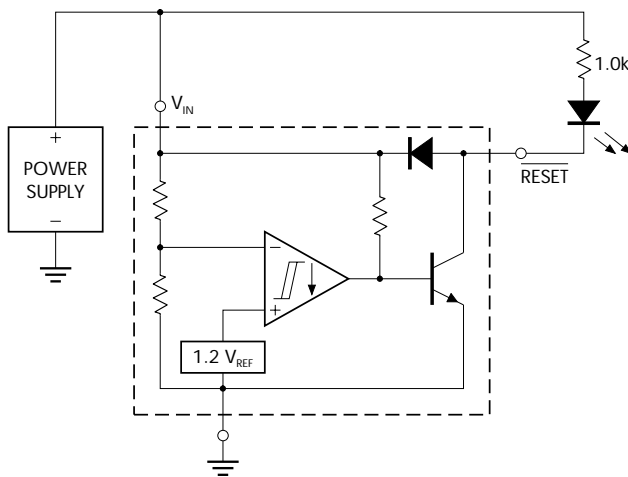 1.0k
V_IN
+
POWER
SUPPLY
−
RESET
−
+
1.2 V_REF